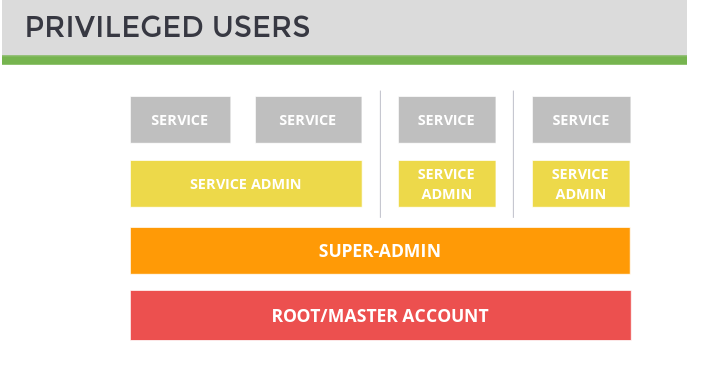 PRIVILEGED USERS
SERVICE
SERVICE
SERVICE
SERVICE
SERVICE ADMIN
SERVICE
ADMIN
SERVICE
ADMIN
SUPER-ADMIN
ROOT/MASTER ACCOUNT